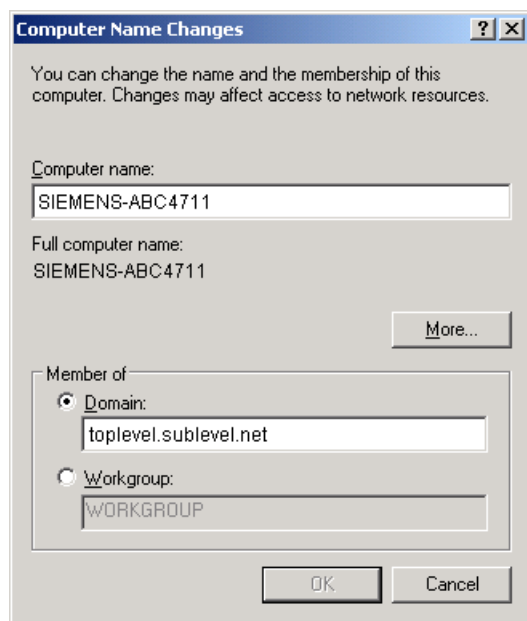 Computer Name Changes
You can change the name and the membership of this
computer. Changes may affect access to network resources.
Computer name:
SIEMENS-ABC4711
Full computer name:
SIEMENS-ABC4711
More...
Member of
Domain:
toplevel.sublevel.net
Workgroup:
WORKGROUP
OK Cancel